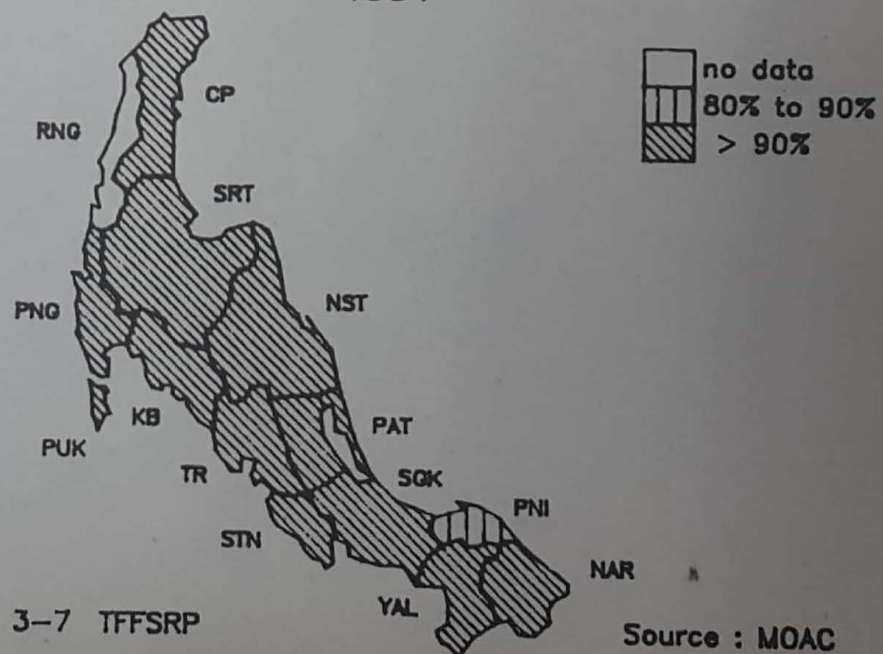 no data
80% to 90%
> 90%
CP
RNG
SRT
PNG
NST
KB
PUK
PAT
TR
SGK
PNI
STN
NAR
YAL
3-7 TFFSRP
Source : MOAC